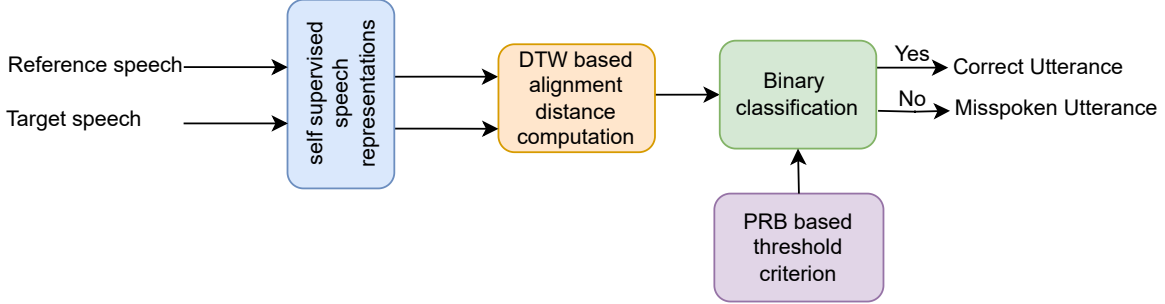 Reference speech
Target speech
self supervised
speech
representations
DTW based
alignment
distance
computation
Binary
classification
Yes
Correct Utterance
No
Misspoken Utterance
PRB based
threshold
criterion